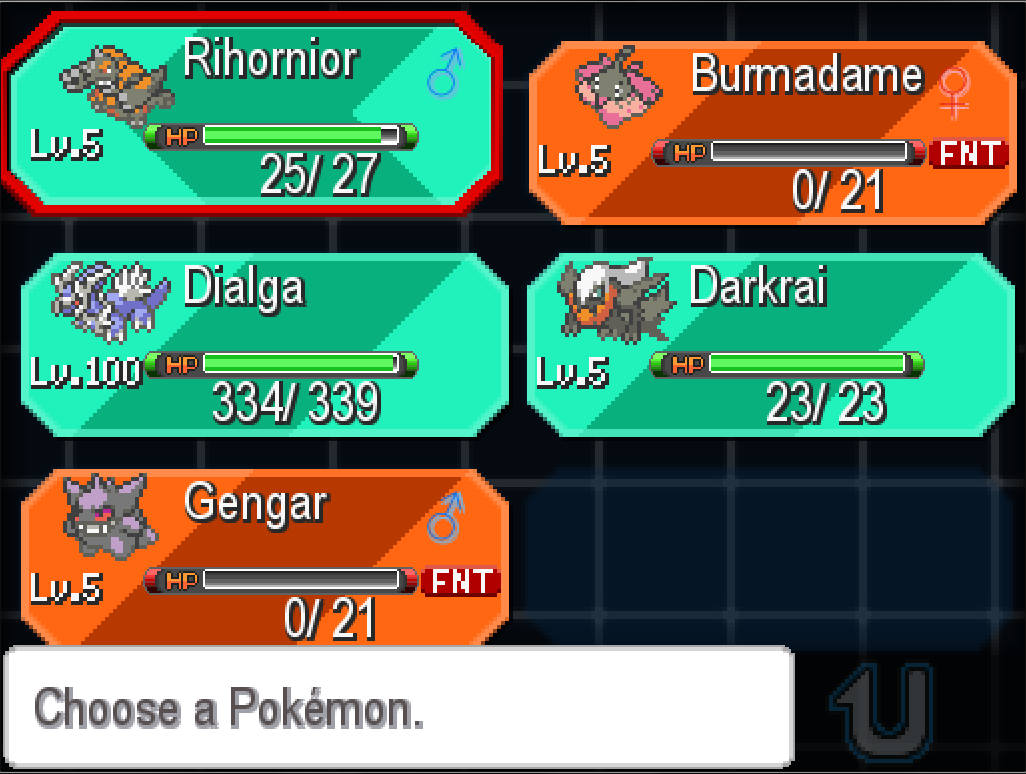 Rihornior ♂
Lv.5 HP
25/ 27
Burmadame ♀
Lv.5 HP FNT
0/ 21
Dialga
Lv.100 HP
334/ 339
Darkrai
Lv.5 HP
23/ 23
Gengar ♂
Lv.5 HP FNT
0/ 21
Choose a Pokémon.